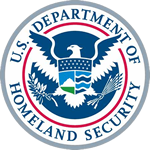 U.S. DEPARTMENT OF
HOMELAND SECURITY